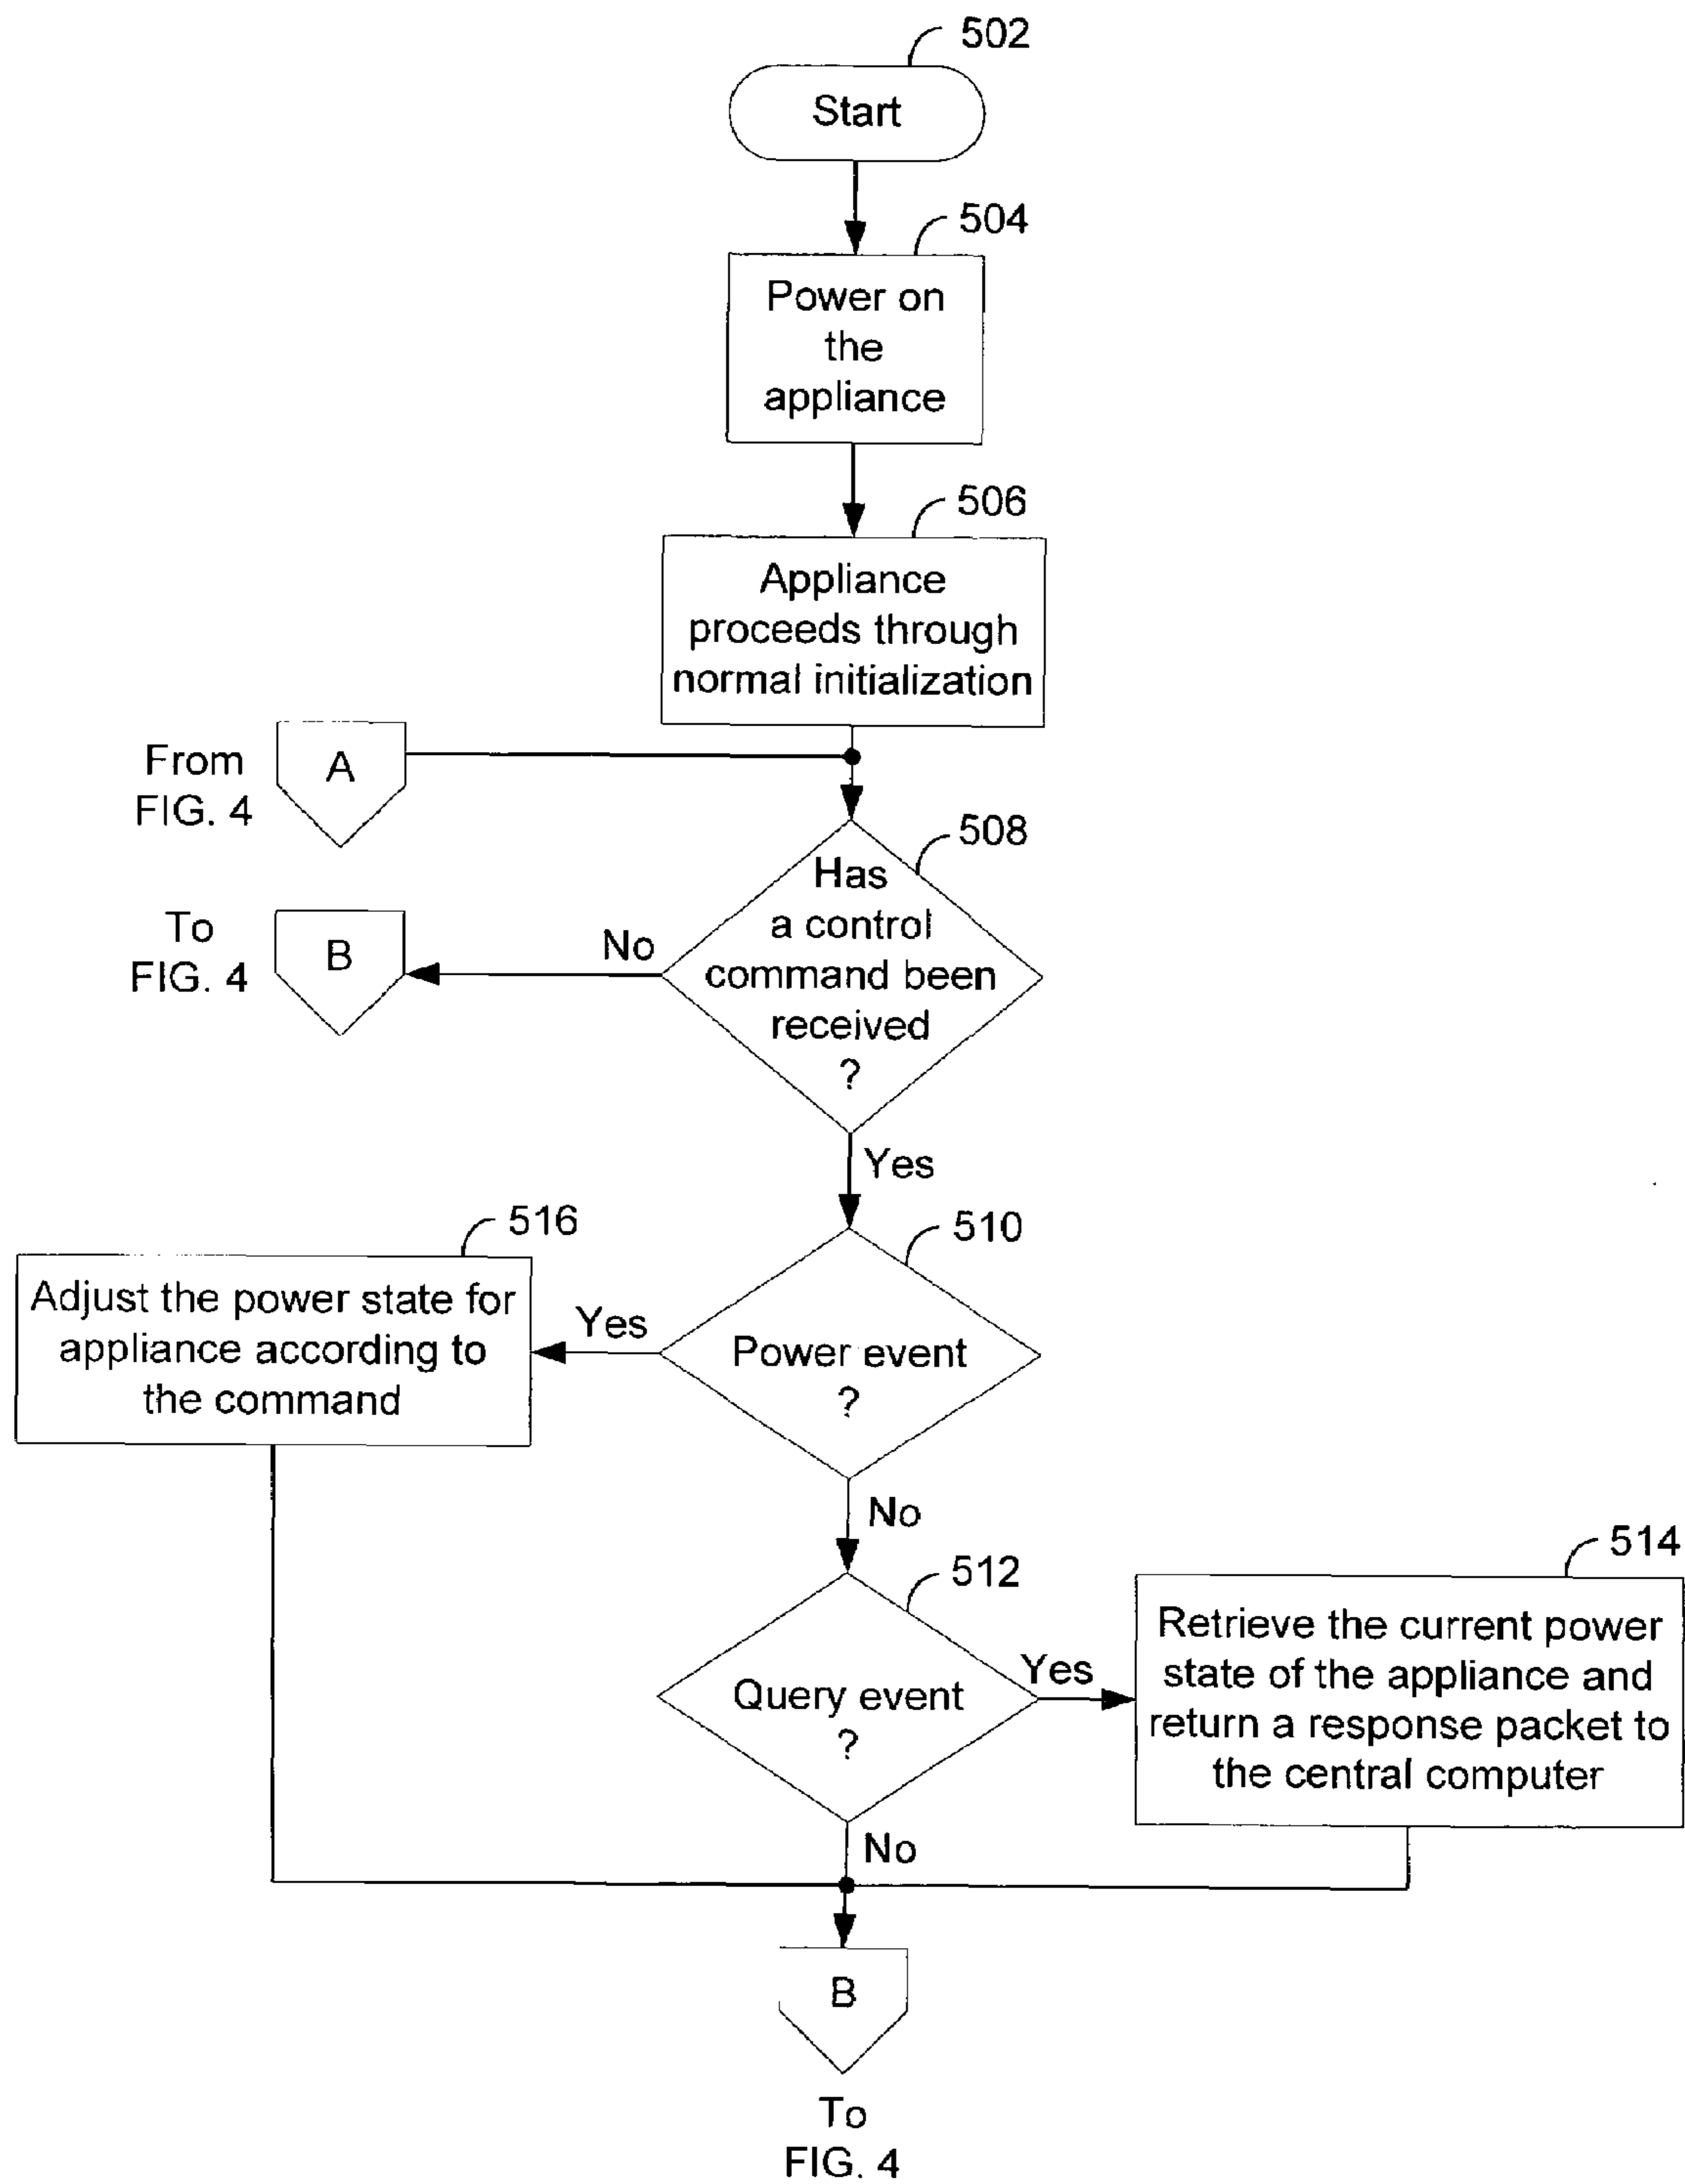 502
Start
504
Power on
the
appliance
506
Appliance
proceeds through
normal initialization
From
FIG. 4
A
508
Has
a control
command been
received
?
To
FIG. 4
B
No
Yes
510
Power event
?
Yes
516
Adjust the power state for
appliance according to
the command
No
512
Query event
?
Yes
514
Retrieve the current power
state of the appliance and
return a response packet to
the central computer
No
B
To
FIG. 4